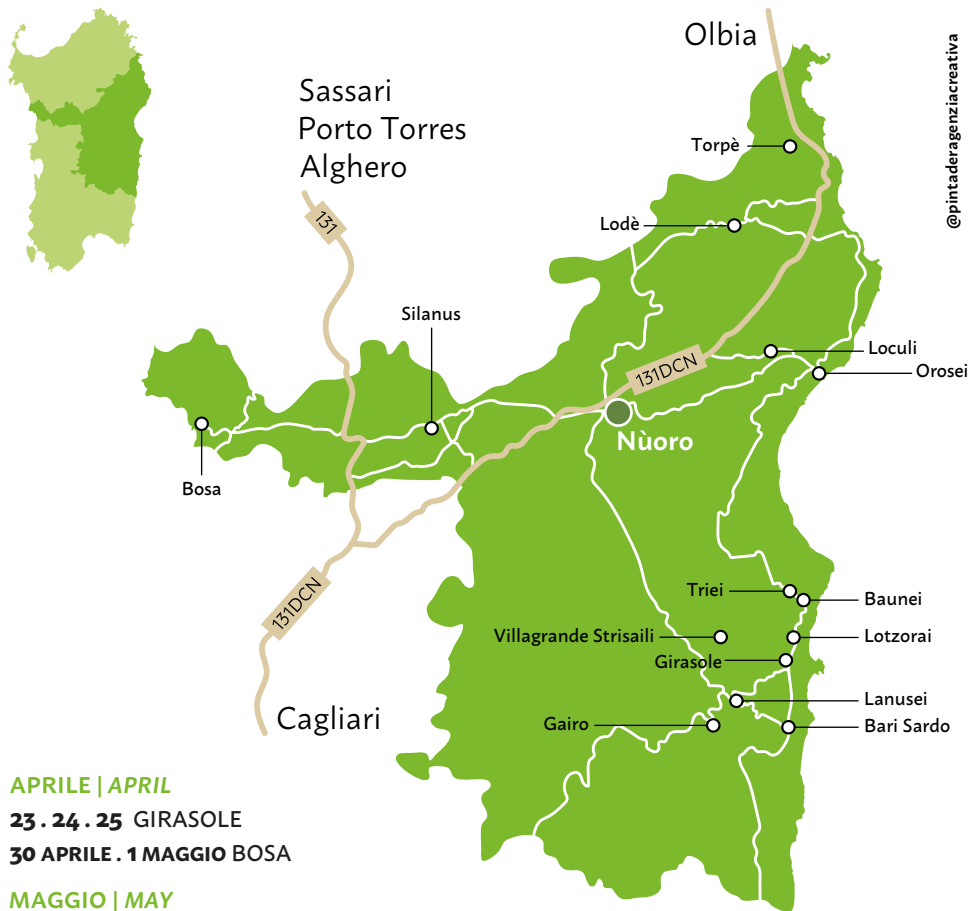 Olbia
@pintaderagenziacreativa
Sassari
Porto Torres
Alghero
Torpè
131
Lodè
Silanus
Loculi
131DCN
Orosei
Nùoro
Bosa
Triei
Baunei
131DCN
Villagrande Strisaili
Lotzorai
Girasole
Lanusei
Cagliari
Gairo
Bari Sardo
APRILE | APRIL
23 . 24 . 25 GIRASOLE
30 APRILE . 1 MAGGIO BOSA
MAGGIO | MAY